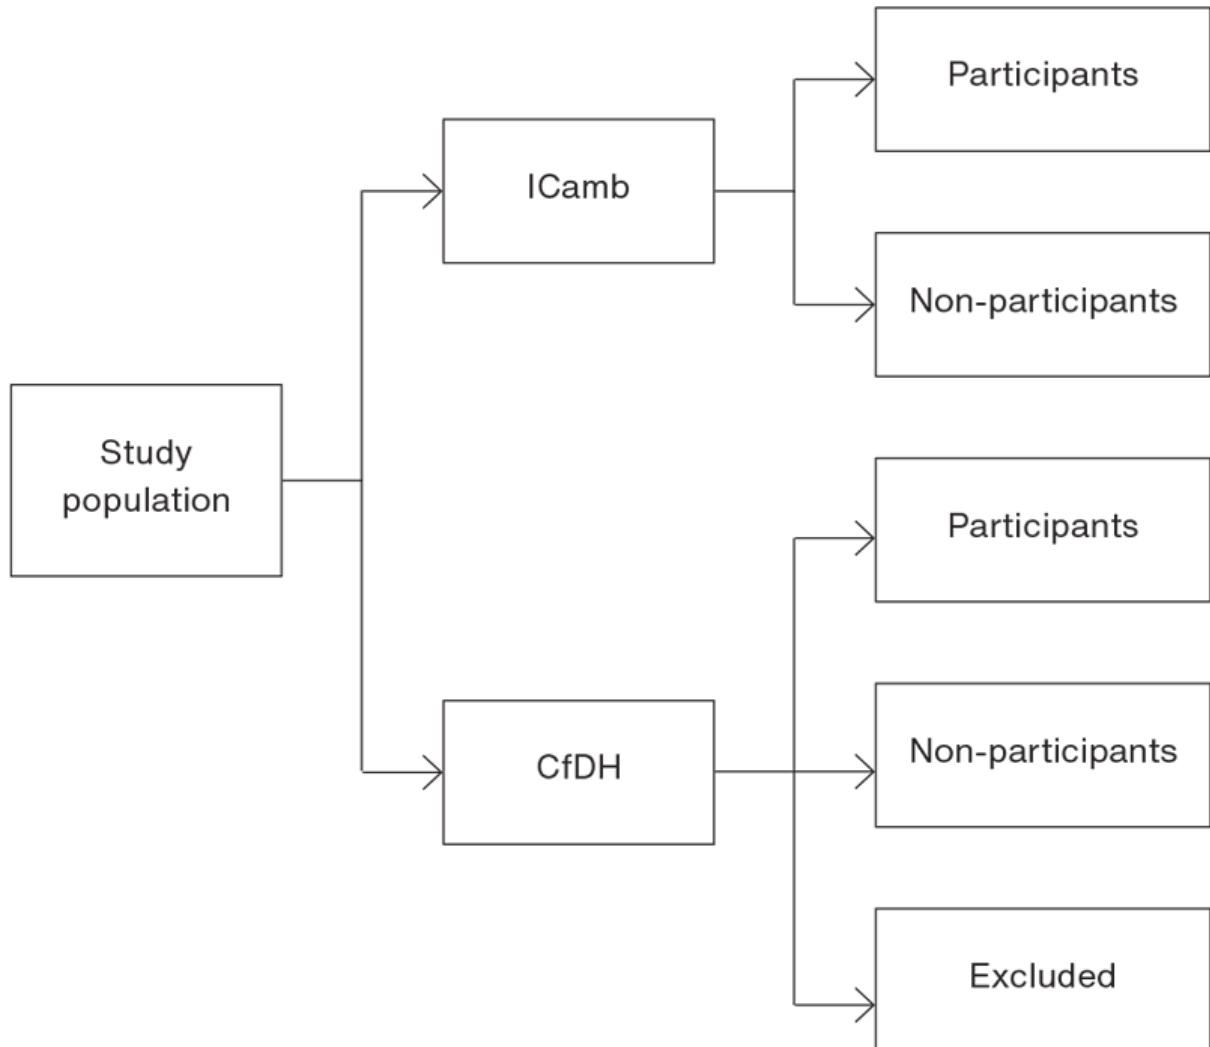 Participants
ICamb
Non-participants
Study
population
Participants
CfDH
Non-participants
Excluded